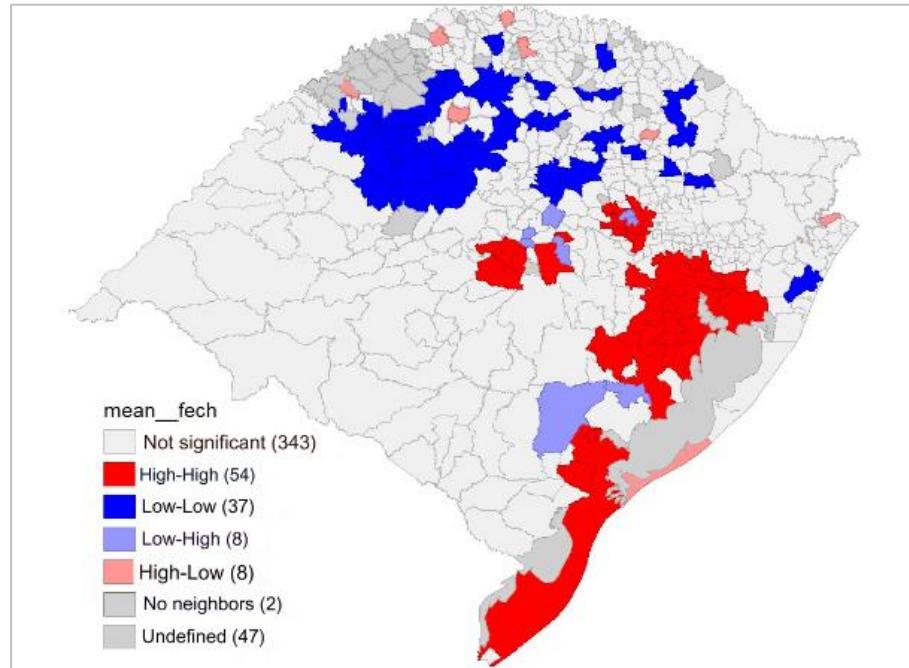 mean__fech
Not significant (343)
High-High (54)
Low-Low (37)
Low-High (8)
High-Low (8)
No neighbors (2)
Undefined (47)